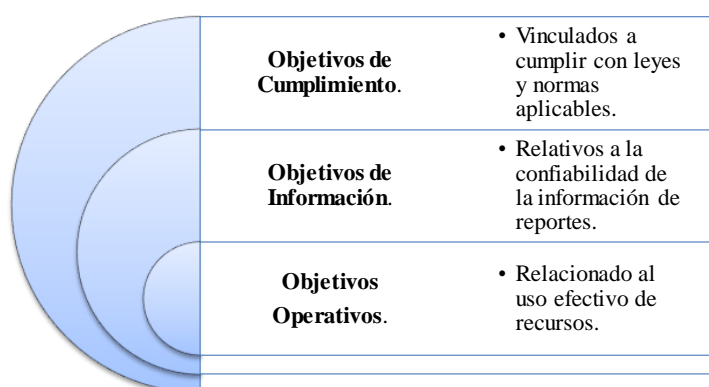 Objetivos de
Cumplimiento.
• Vinculados a
cumplir con leyes
y normas
aplicables.
Objetivos de
Información.
• Relativos a la
confiabilidad de
la información de
reportes.
Objetivos
Operativos.
• Relacionado al
uso efectivo de
recursos.